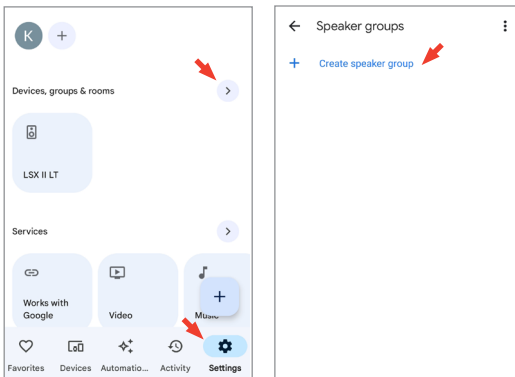 K
Devices, groups & rooms
LSX II LT
Services
Works with
Google
Video
Music
Favorites Devices Automatio... Activity Settings
Speaker groups
Create speaker group